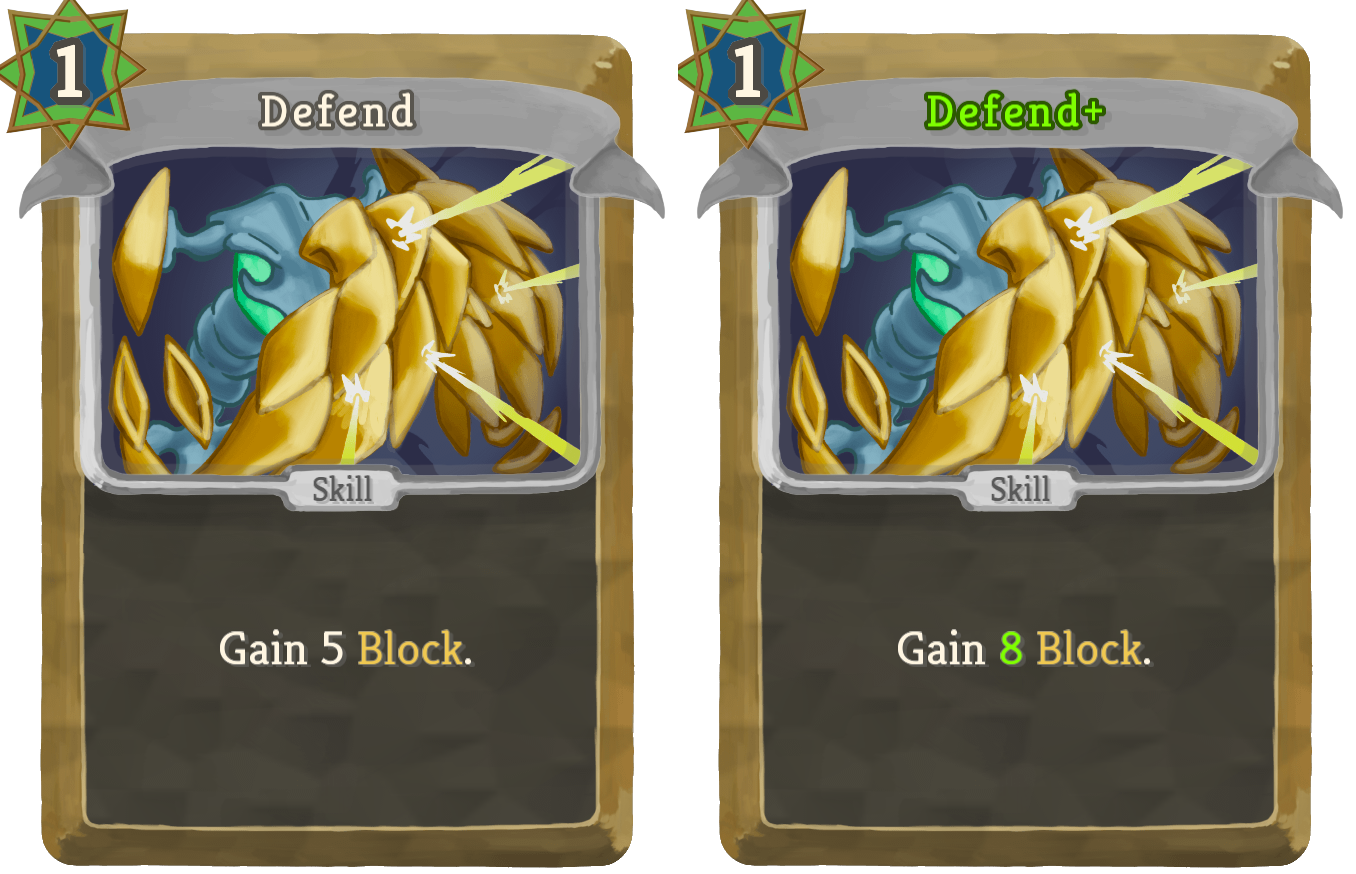 1
Defend
Skill
Gain 5 Block.
1
Defend+
Skill
Gain 8 Block.